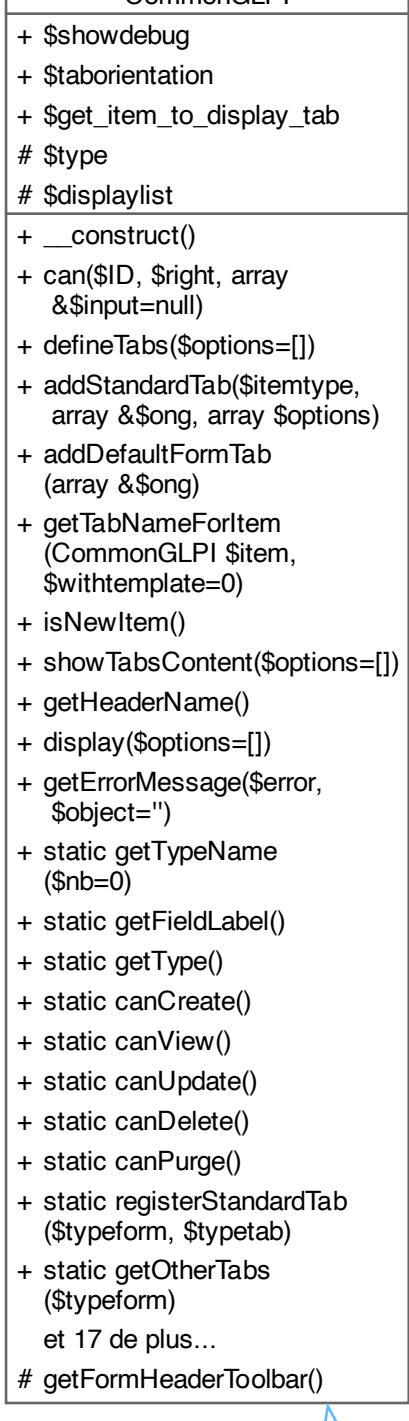 CommonGLPI
+ $showdebug
+ $taborientation
+ $get_item_to_display_tab
# $type
# $displaylist
+ __construct()
+ can($ID, $right, array
&$input=null)
+ defineTabs($options=[])
+ addStandardTab($itemtype,
array &$ong, array $options)
+ addDefaultFormTab
(array &$ong)
+ getTabNameForItem
(CommonGLPI $item,
$withtemplate=0)
+ isNewItem()
+ showTabsContent($options=[])
+ getHeaderName()
+ display($options=[])
+ getErrorMessage($error,
$object='')
+ static getTypeName
($nb=0)
+ static getFieldLabel()
+ static getType()
+ static canCreate()
+ static canView()
+ static canUpdate()
+ static canDelete()
+ static canPurge()
+ static registerStandardTab
($typeform, $typetab)
+ static getOtherTabs
($typeform)
et 17 de plus...
# getFormHeaderToolbar()